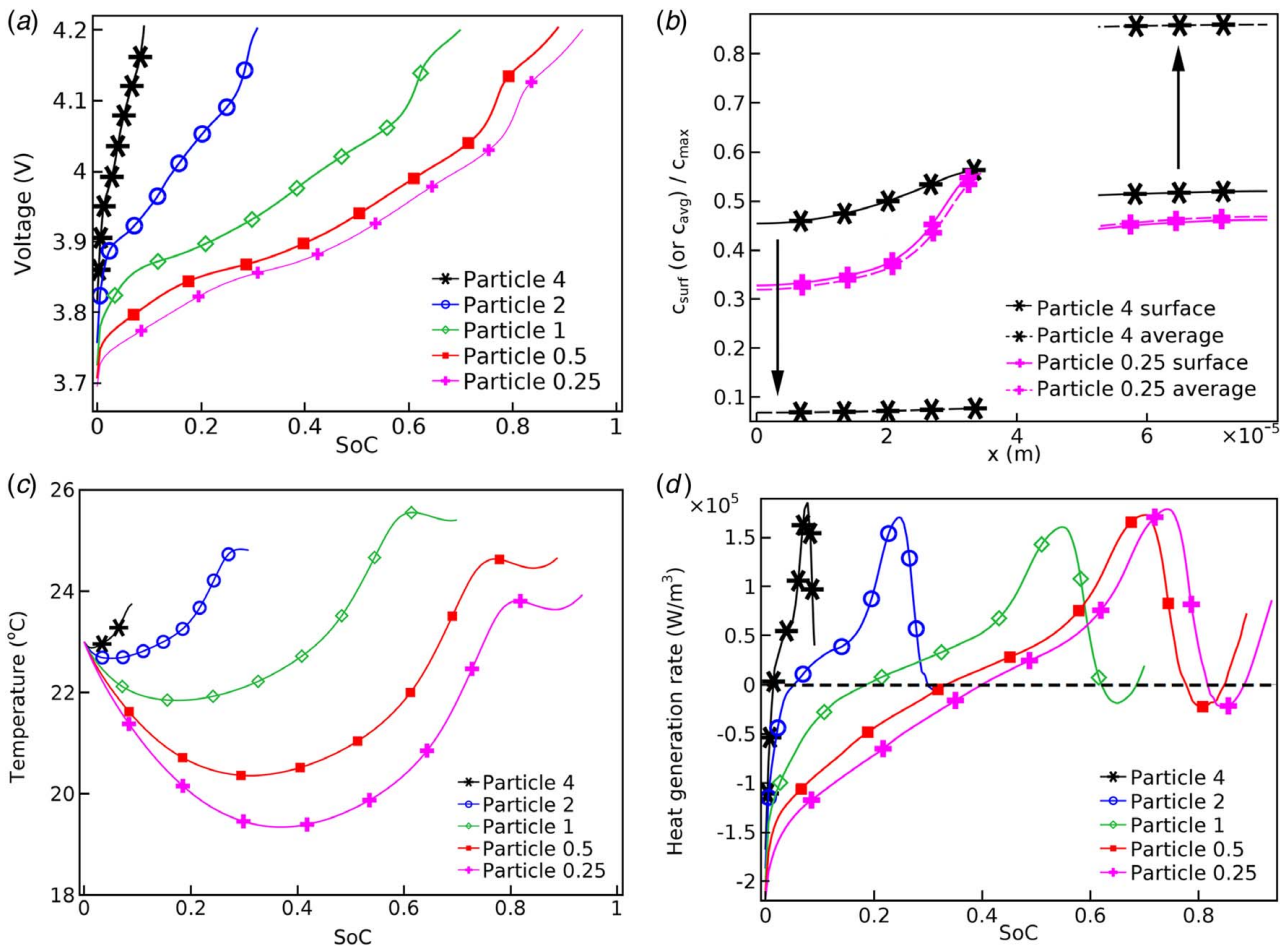 (a)
4.2
4.1
4
3.9
3.8
3.7
Voltage (V)
Particle 4
Particle 2
Particle 1
Particle 0.5
Particle 0.25
0 0.2 0.4 0.6 0.8 1
SoC
(b)
0.8
0.7
0.6
0.5
0.4
0.3
0.2
0.1
c_surf (or c_avg) / c_max
Particle 4 surface
Particle 4 average
Particle 0.25 surface
Particle 0.25 average
0 2 4 6 ×10⁻⁵
x (m)
(c)
26
24
22
20
18
Temperature (°C)
Particle 4
Particle 2
Particle 1
Particle 0.5
Particle 0.25
0 0.2 0.4 0.6 0.8 1
SoC
(d)
×10⁵
1.5
1
0.5
0
-0.5
-1
-1.5
-2
Heat generation rate (W/m³)
Particle 4
Particle 2
Particle 1
Particle 0.5
Particle 0.25
0 0.2 0.4 0.6 0.8
SoC